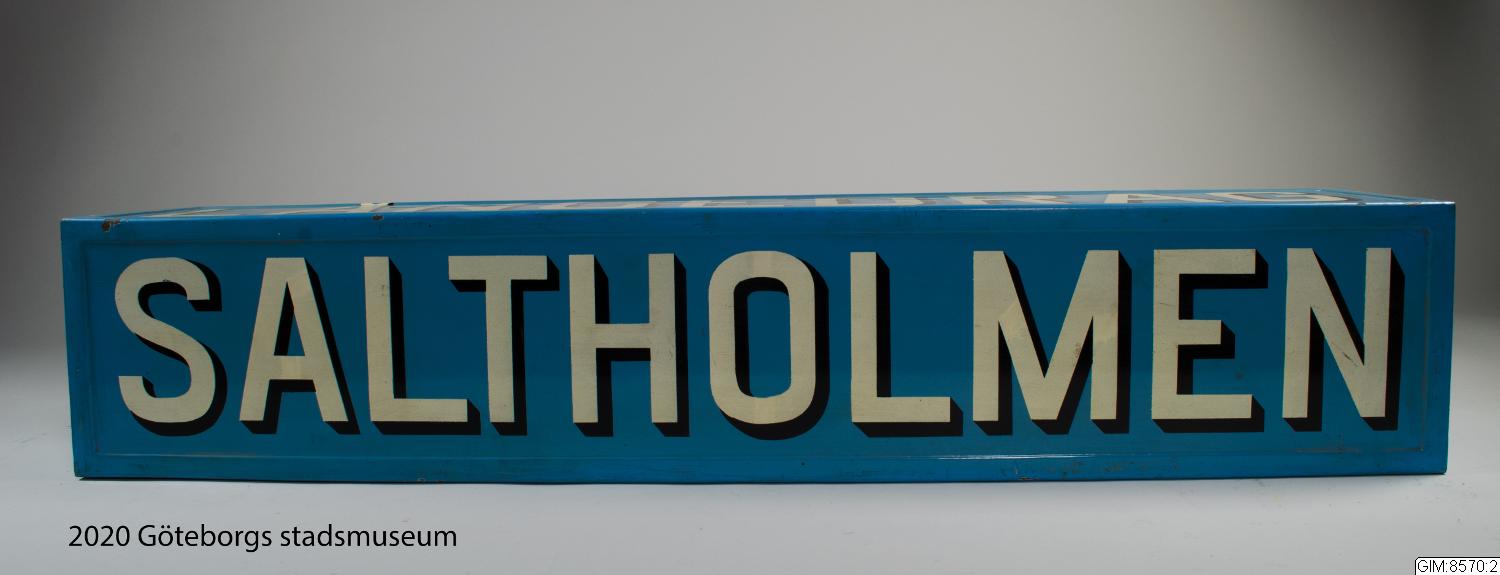 SALTHOLMEN
2020 Göteborgs stadsmuseum
GIM:8570:2